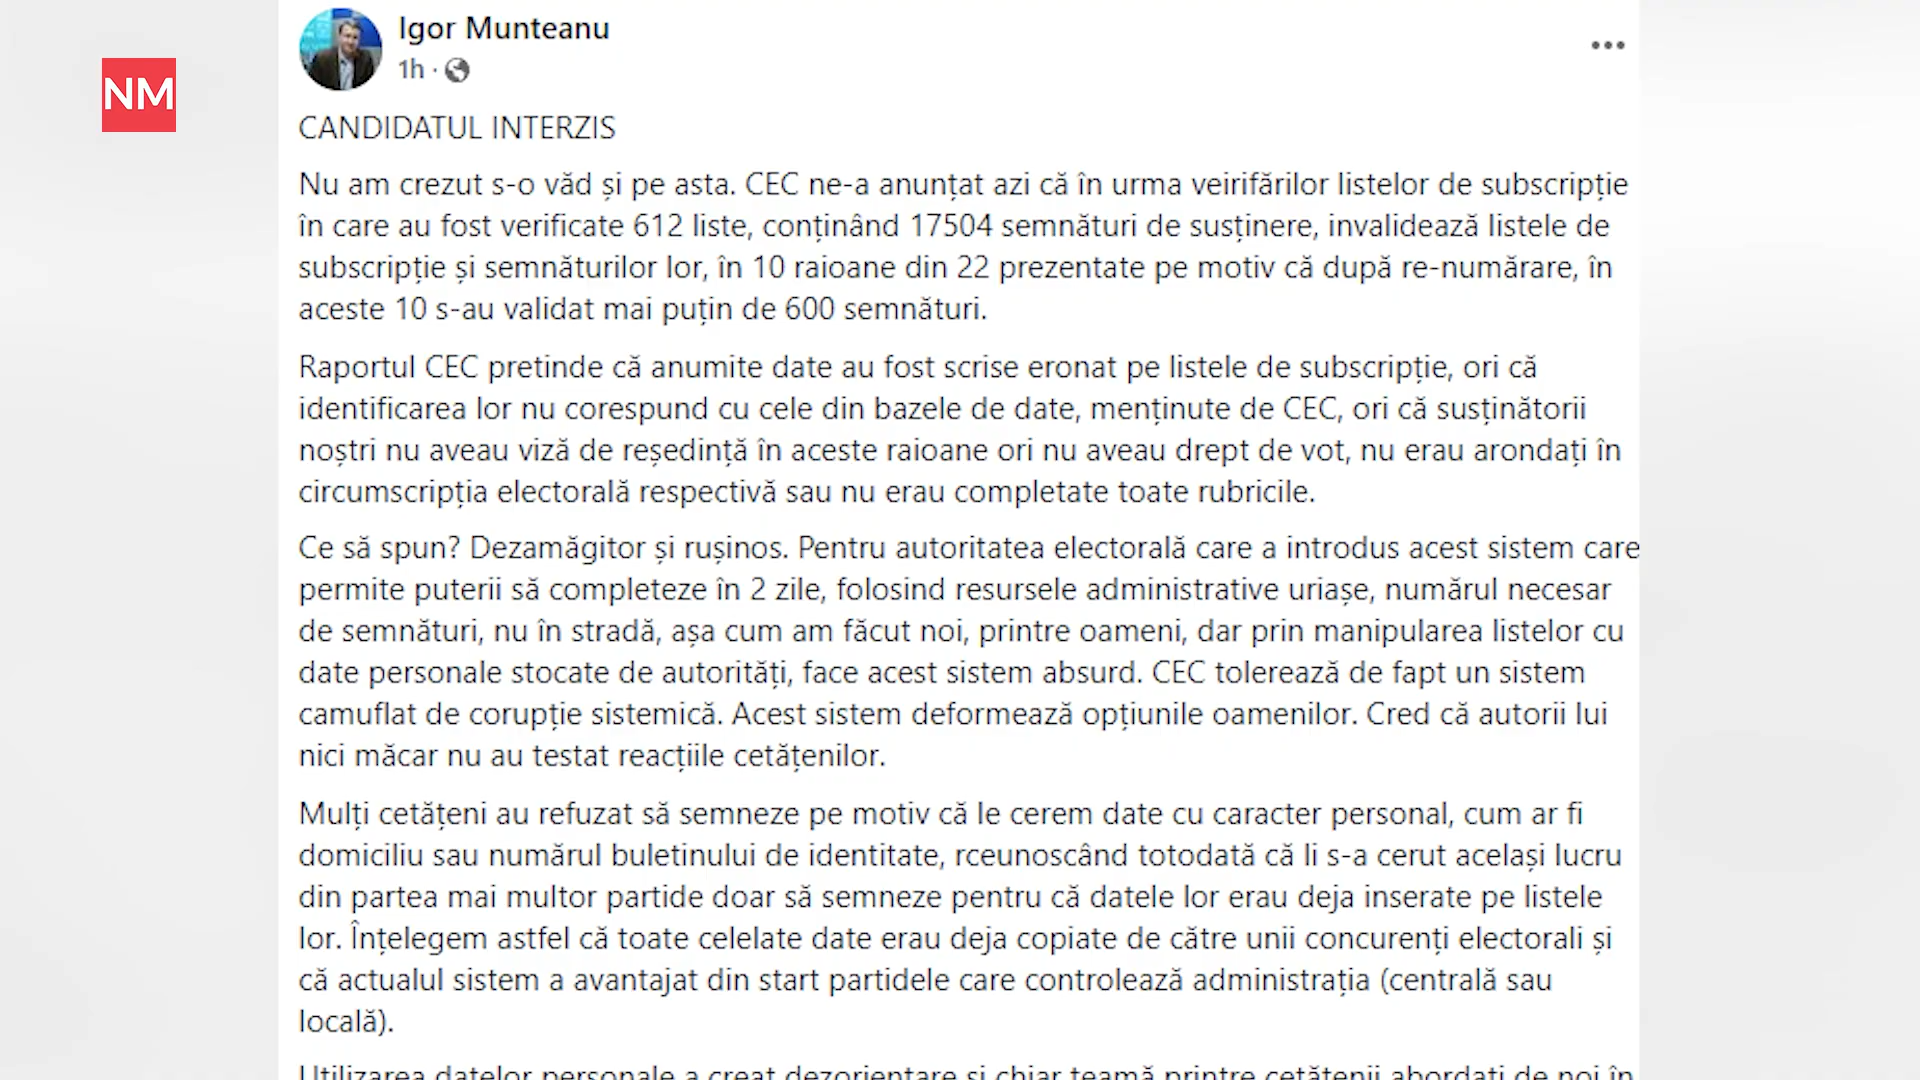 NM
Igor Munteanu
1h ·
CANDIDATUL INTERZIS
Nu am crezut s-o văd și pe asta. CEC ne-a anunțat azi că în urma veirifărilor listelor de subscripție
în care au fost verificate 612 liste, conținând 17504 semnături de susținere, invalidează listele de
subscripție și semnăturilor lor, în 10 raioane din 22 prezentate pe motiv că după re-numărare, în
aceste 10 s-au validat mai puțin de 600 semnături.
Raportul CEC pretinde că anumite date au fost scrise eronat pe listele de subscripție, ori că
identificarea lor nu corespund cu cele din bazele de date, menținute de CEC, ori că susținătorii
noștri nu aveau viză de reședință în aceste raioane ori nu aveau drept de vot, nu erau arondați în
circumscripția electorală respectivă sau nu erau completate toate rubricile.
Ce să spun? Dezamăgitor și rușinos. Pentru autoritatea electorală care a introdus acest sistem care
permite puterii să completeze în 2 zile, folosind resursele administrative uriașe, numărul necesar
de semnături, nu în stradă, așa cum am făcut noi, printre oameni, dar prin manipularea listelor cu
date personale stocate de autorități, face acest sistem absurd. CEC tolerează de fapt un sistem
camuflat de corupție sistemică. Acest sistem deformează opțiunile oamenilor. Cred că autorii lui
nici măcar nu au testat reacțiile cetățenilor.
Mulți cetățeni au refuzat să semneze pe motiv că le cerem date cu caracter personal, cum ar fi
domiciliu sau numărul buletinului de identitate, rceunoscând totodată că li s-a cerut același lucru
din partea mai multor partide doar să semneze pentru că datele lor erau deja inserate pe listele
lor. Înțelegem astfel că toate celelate date erau deja copiate de către unii concurenți electorali și
că actualul sistem a avantajat din start partidele care controlează administrația (centrală sau
locală).
Utilizarea datelor personale a creat dezorientare și chiar teamă printre cetățenii abordați de noi în